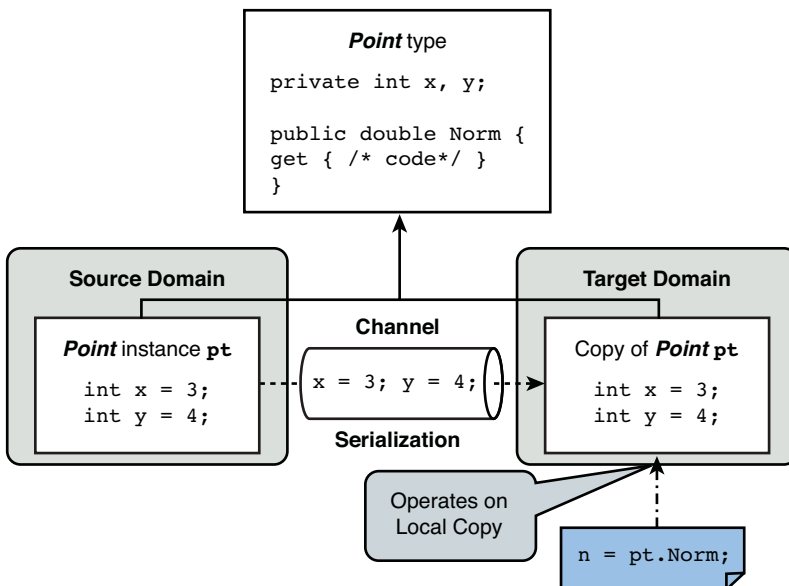 Point type
private int x, y;
public double Norm {
get { /* code*/ }
}
Source Domain
Target Domain
Point instance pt
int x = 3;
int y = 4;
Channel
x = 3; y = 4;
Serialization
Copy of Point pt
int x = 3;
int y = 4;
Operates on
Local Copy
n = pt.Norm;